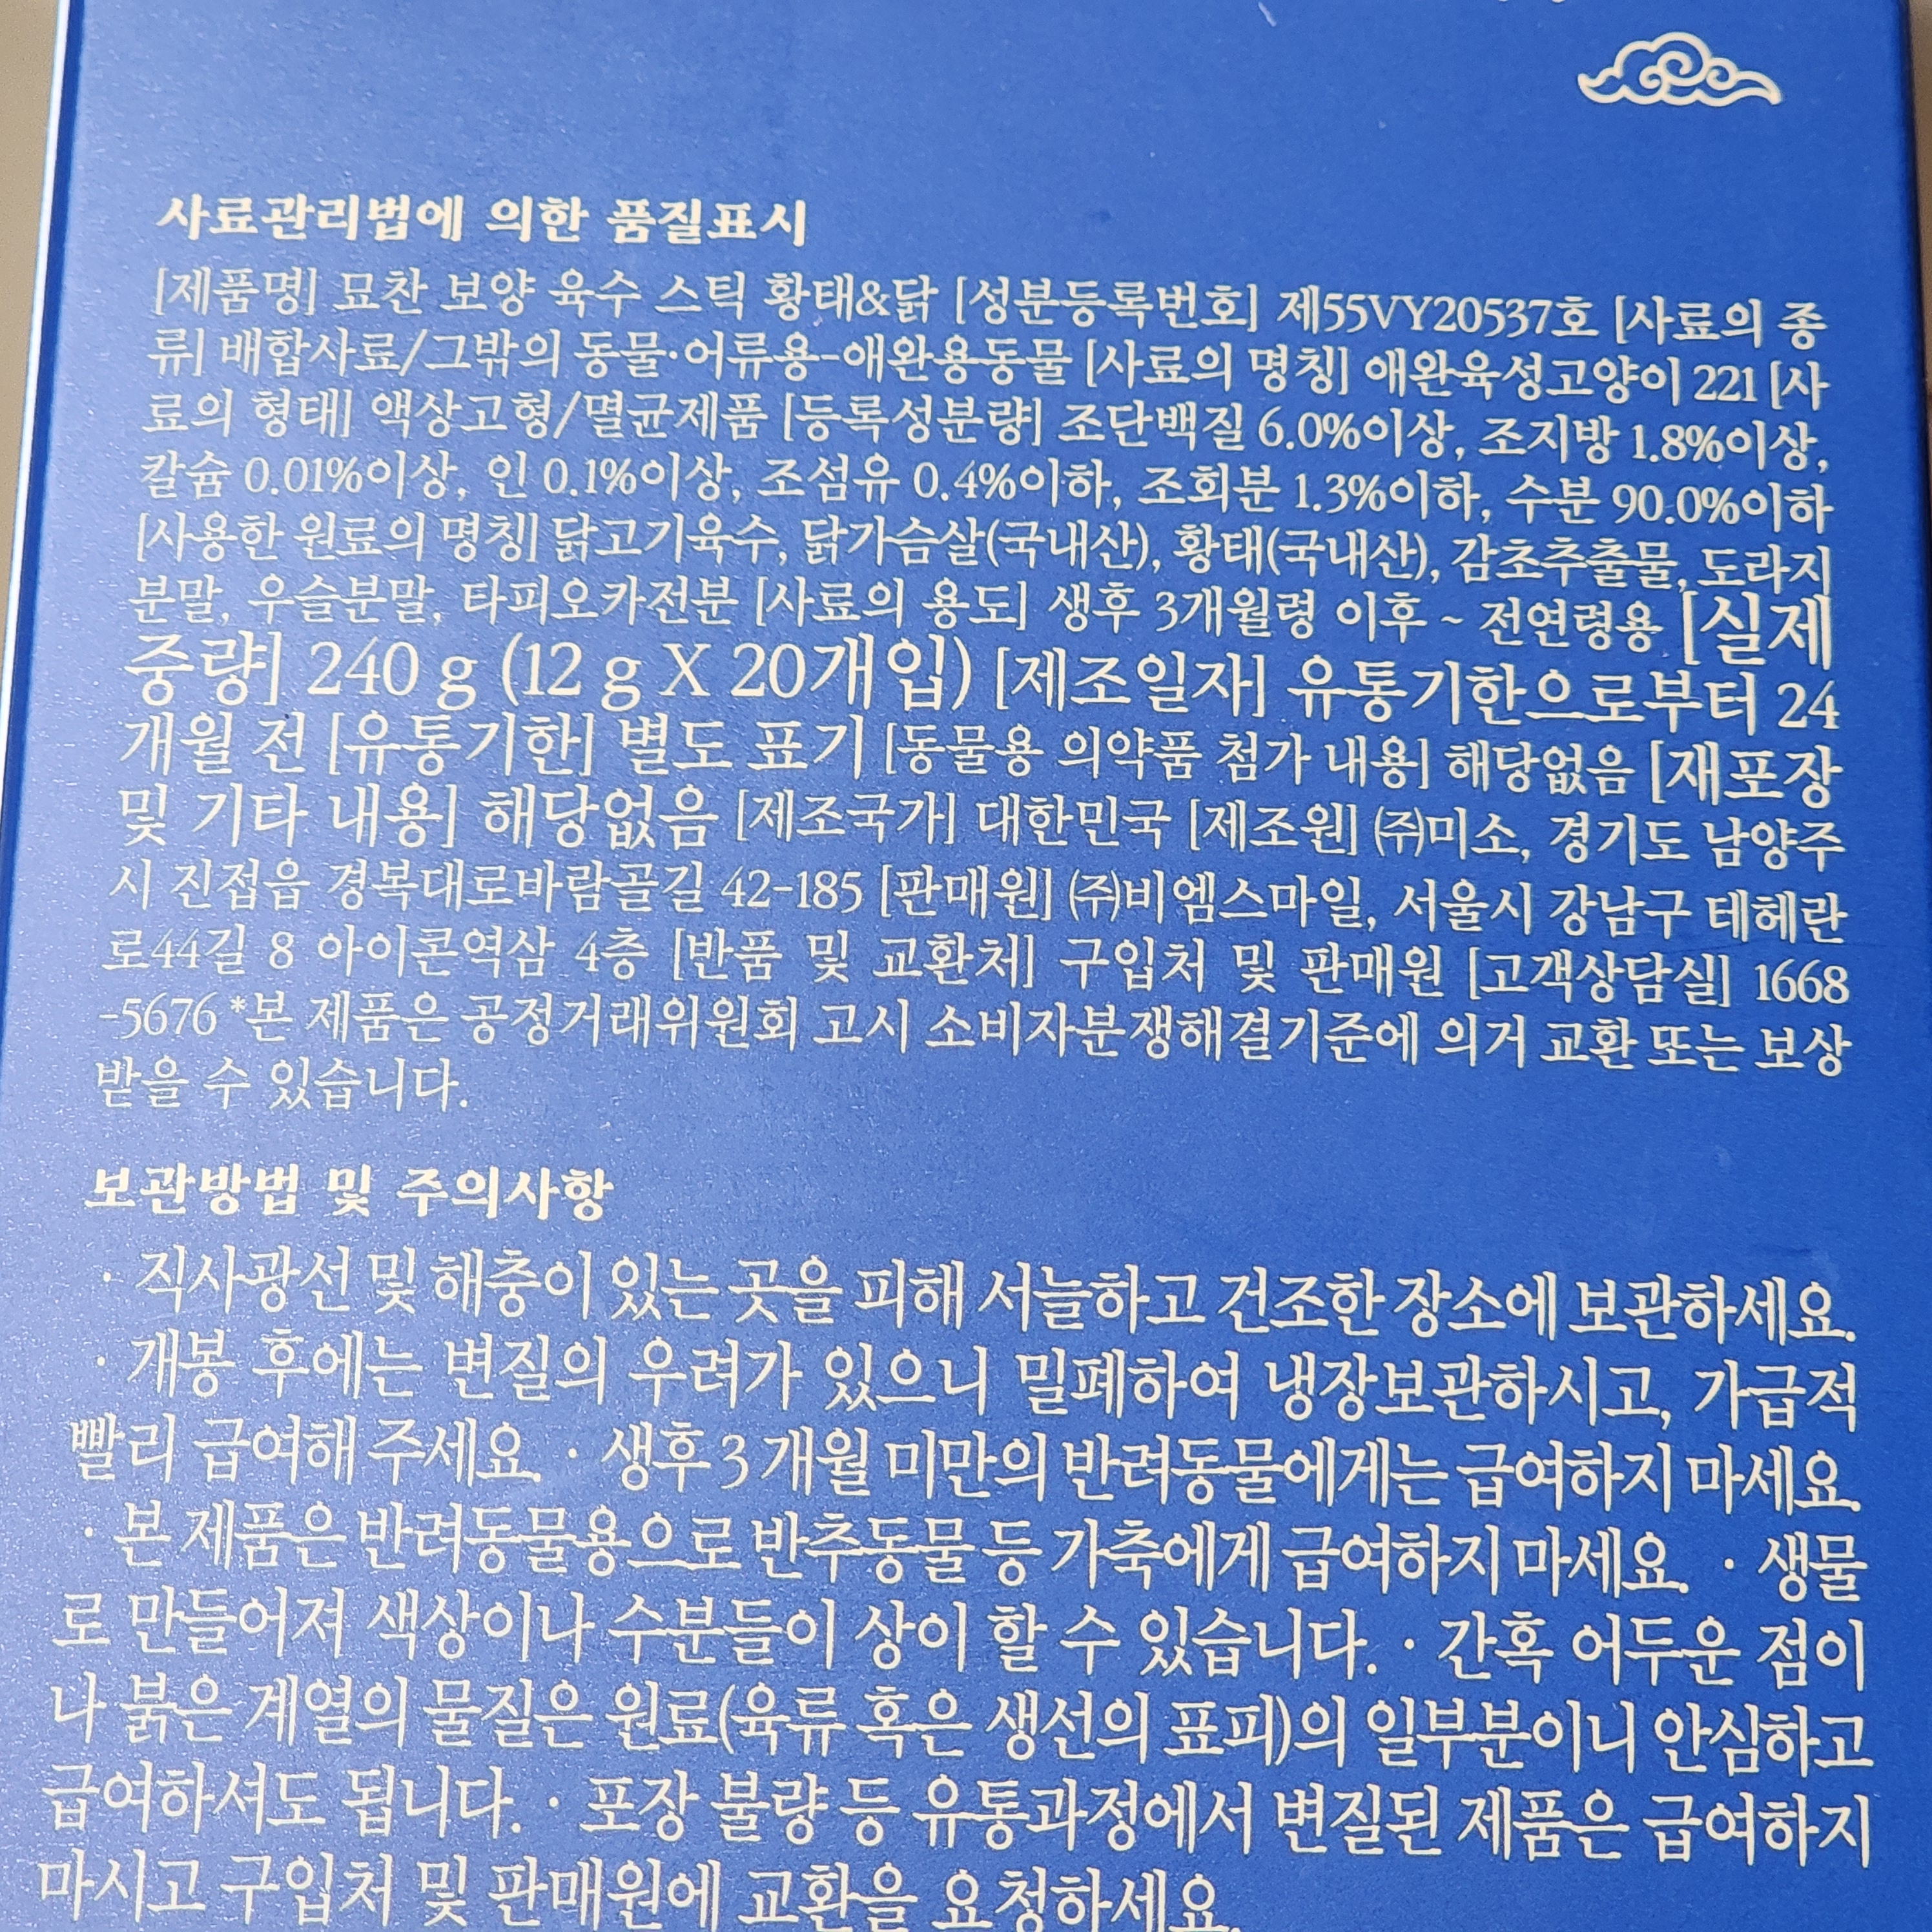 사료관리법에 의한 품질표시
[제품명] 묘찬 보양 육수 스틱 황태&닭 [성분등록번호] 제55VY20537호 [사료의 종
류] 배합사료/그밖의 동물·어류용-애완용동물 [사료의 명칭] 애완육성고양이 221 [사
료의 형태] 액상고형/멸균제품 [등록성분량] 조단백질 6.0%이상, 조지방 1.8%이상,
칼슘 0.01%이상, 인 0.1%이상, 조섬유 0.4%이하, 조회분 1.3%이하, 수분 90.0%이하
[사용한 원료의 명칭] 닭고기육수, 닭가슴살(국내산), 황태(국내산), 감초추출물, 도라지
분말, 우슬분말, 타피오카전분 [사료의 용도] 생후 3개월령 이후 ~ 전연령용 [실제
중량] 240 g (12 g X 20개입) [제조일자] 유통기한으로부터 24
개월 전 [유통기한] 별도 표기 [동물용 의약품 첨가 내용] 해당없음 [재포장
및 기타 내용] 해당없음 [제조국가] 대한민국 [제조원] ㈜미소, 경기도 남양주
시 진접읍 경복대로바람골길 42-185 [판매원] ㈜비엠스마일, 서울시 강남구 테헤란
로44길 8 아이콘역삼 4층 [반품 및 교환처] 구입처 및 판매원 [고객상담실] 1668
-5676 *본 제품은 공정거래위원회 고시 소비자분쟁해결기준에 의거 교환 또는 보상
받을 수 있습니다.
보관방법 및 주의사항
· 직사광선 및 해충이 있는 곳을 피해 서늘하고 건조한 장소에 보관하세요.
· 개봉 후에는 변질의 우려가 있으니 밀폐하여 냉장보관하시고, 가급적
빨리 급여해 주세요. · 생후 3개월 미만의 반려동물에게는 급여하지 마세요.
· 본 제품은 반려동물용으로 반추동물 등 가축에게 급여하지 마세요. · 생물
로 만들어져 색상이나 수분들이 상이 할 수 있습니다. · 간혹 어두운 점이
나 붉은 계열의 물질은 원료(육류 혹은 생선의 표피)의 일부분이니 안심하고
급여하셔도 됩니다. · 포장 불량 등 유통과정에서 변질된 제품은 급여하지
마시고 구입처 및 판매원에 교환을 요청하세요.